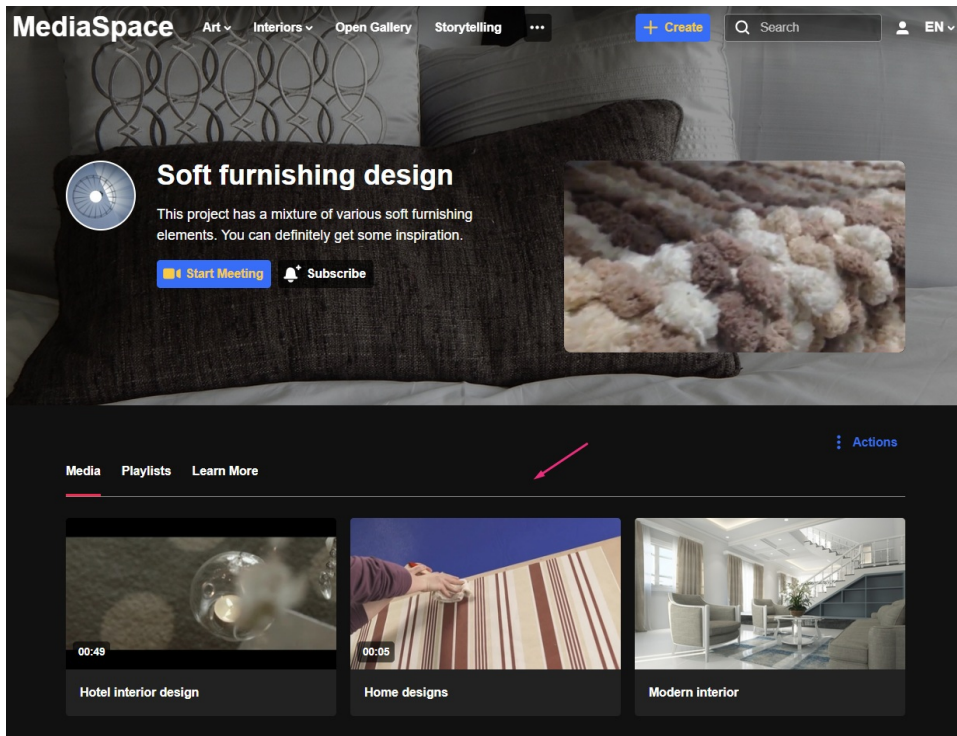 MediaSpace Art Interiors Open Gallery Storytelling ••• + Create Search EN
Soft furnishing design
This project has a mixture of various soft furnishing
elements. You can definitely get some inspiration.
Start Meeting Subscribe
Actions
Media Playlists Learn More
00:49 00:05
Hotel interior design Home designs Modern interior